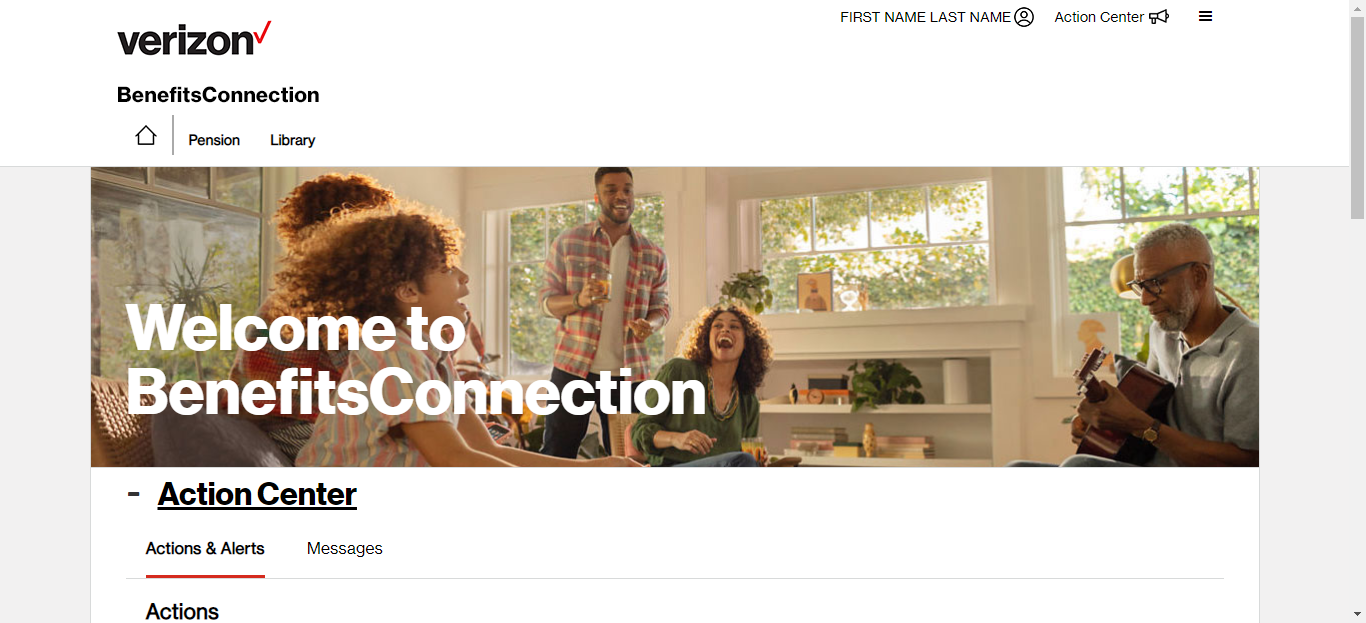 FIRST NAME LAST NAME Action Center
verizon
BenefitsConnection
Pension Library
Welcome to
BenefitsConnection
- Action Center
Actions & Alerts Messages
Actions